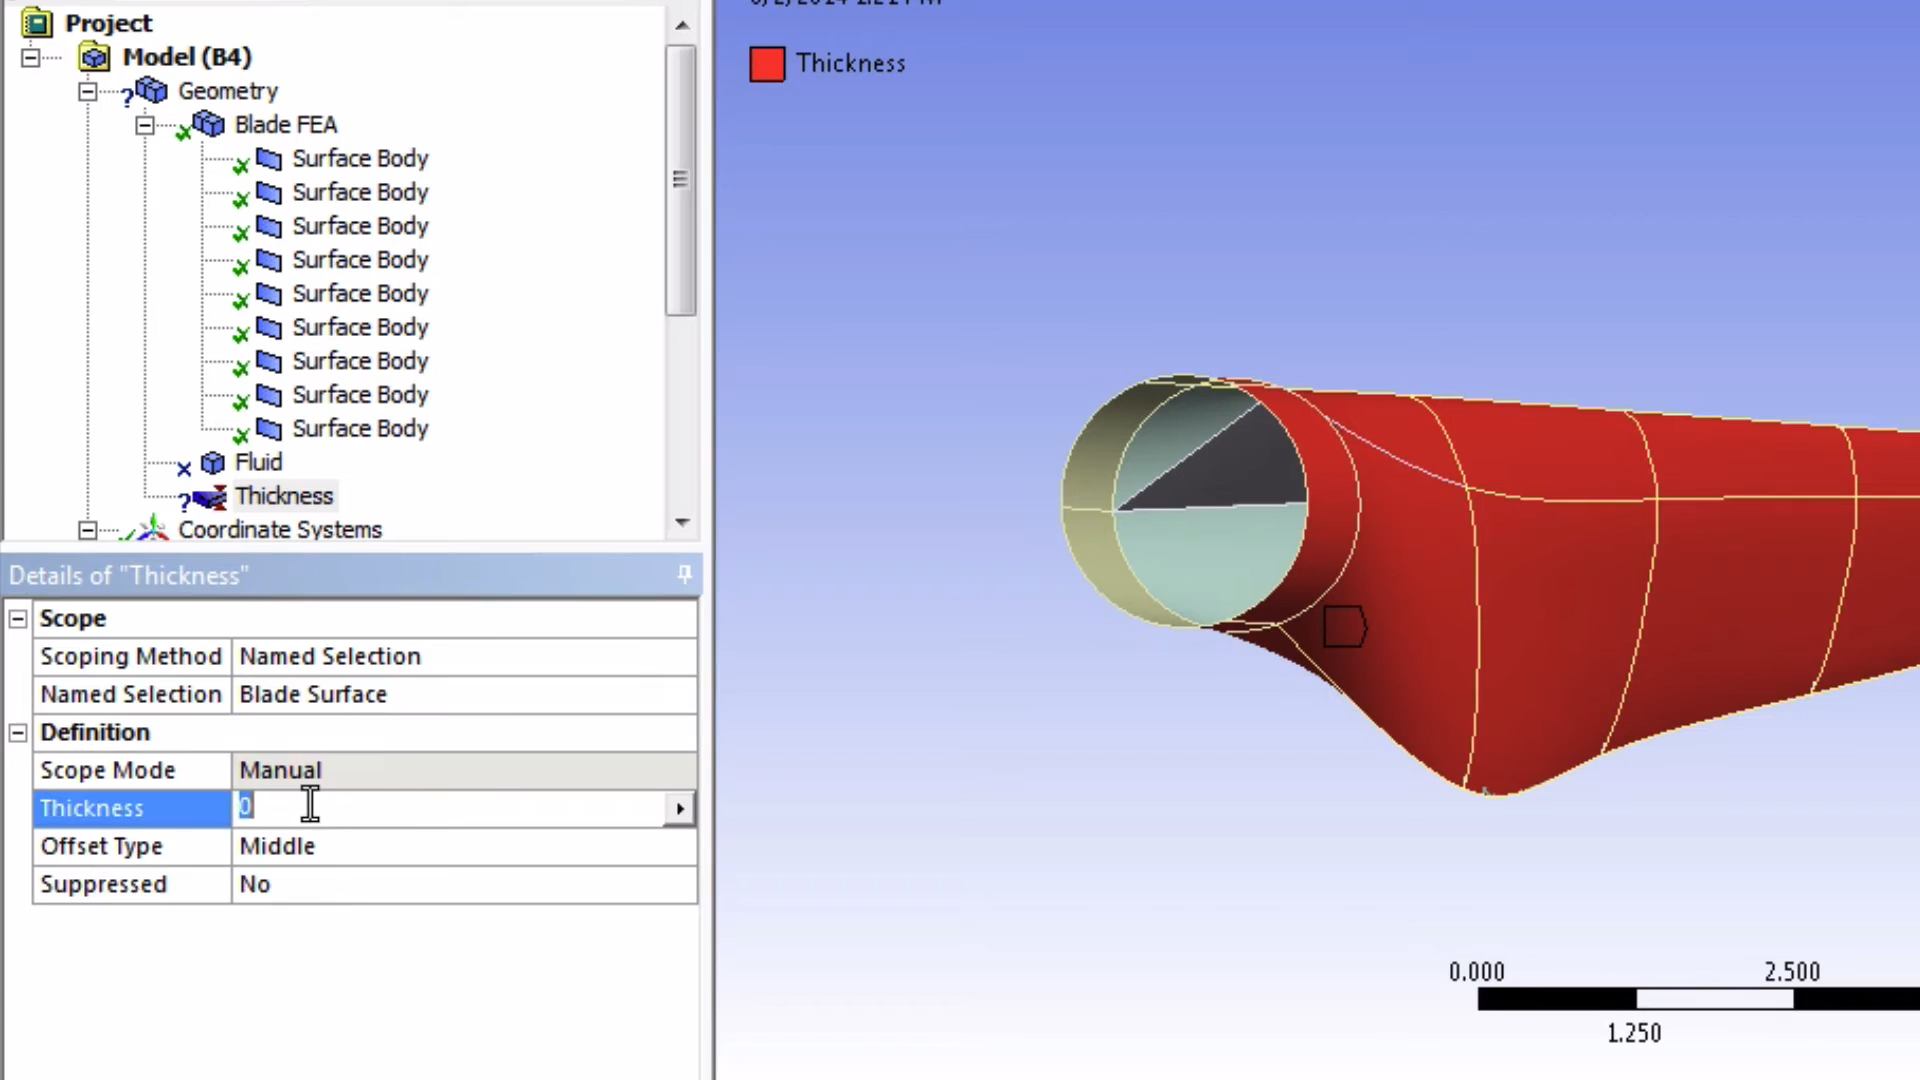 Project
Model (B4)
Geometry
Blade FEA
Surface Body
Surface Body
Surface Body
Surface Body
Surface Body
Surface Body
Surface Body
Surface Body
Surface Body
Fluid
Thickness
Coordinate Systems
Details of "Thickness"
Scope
Scoping Method Named Selection
Named Selection Blade Surface
Definition
Scope Mode Manual
Thickness 0
Offset Type Middle
Suppressed No
Thickness
0.000 2.500
1.250